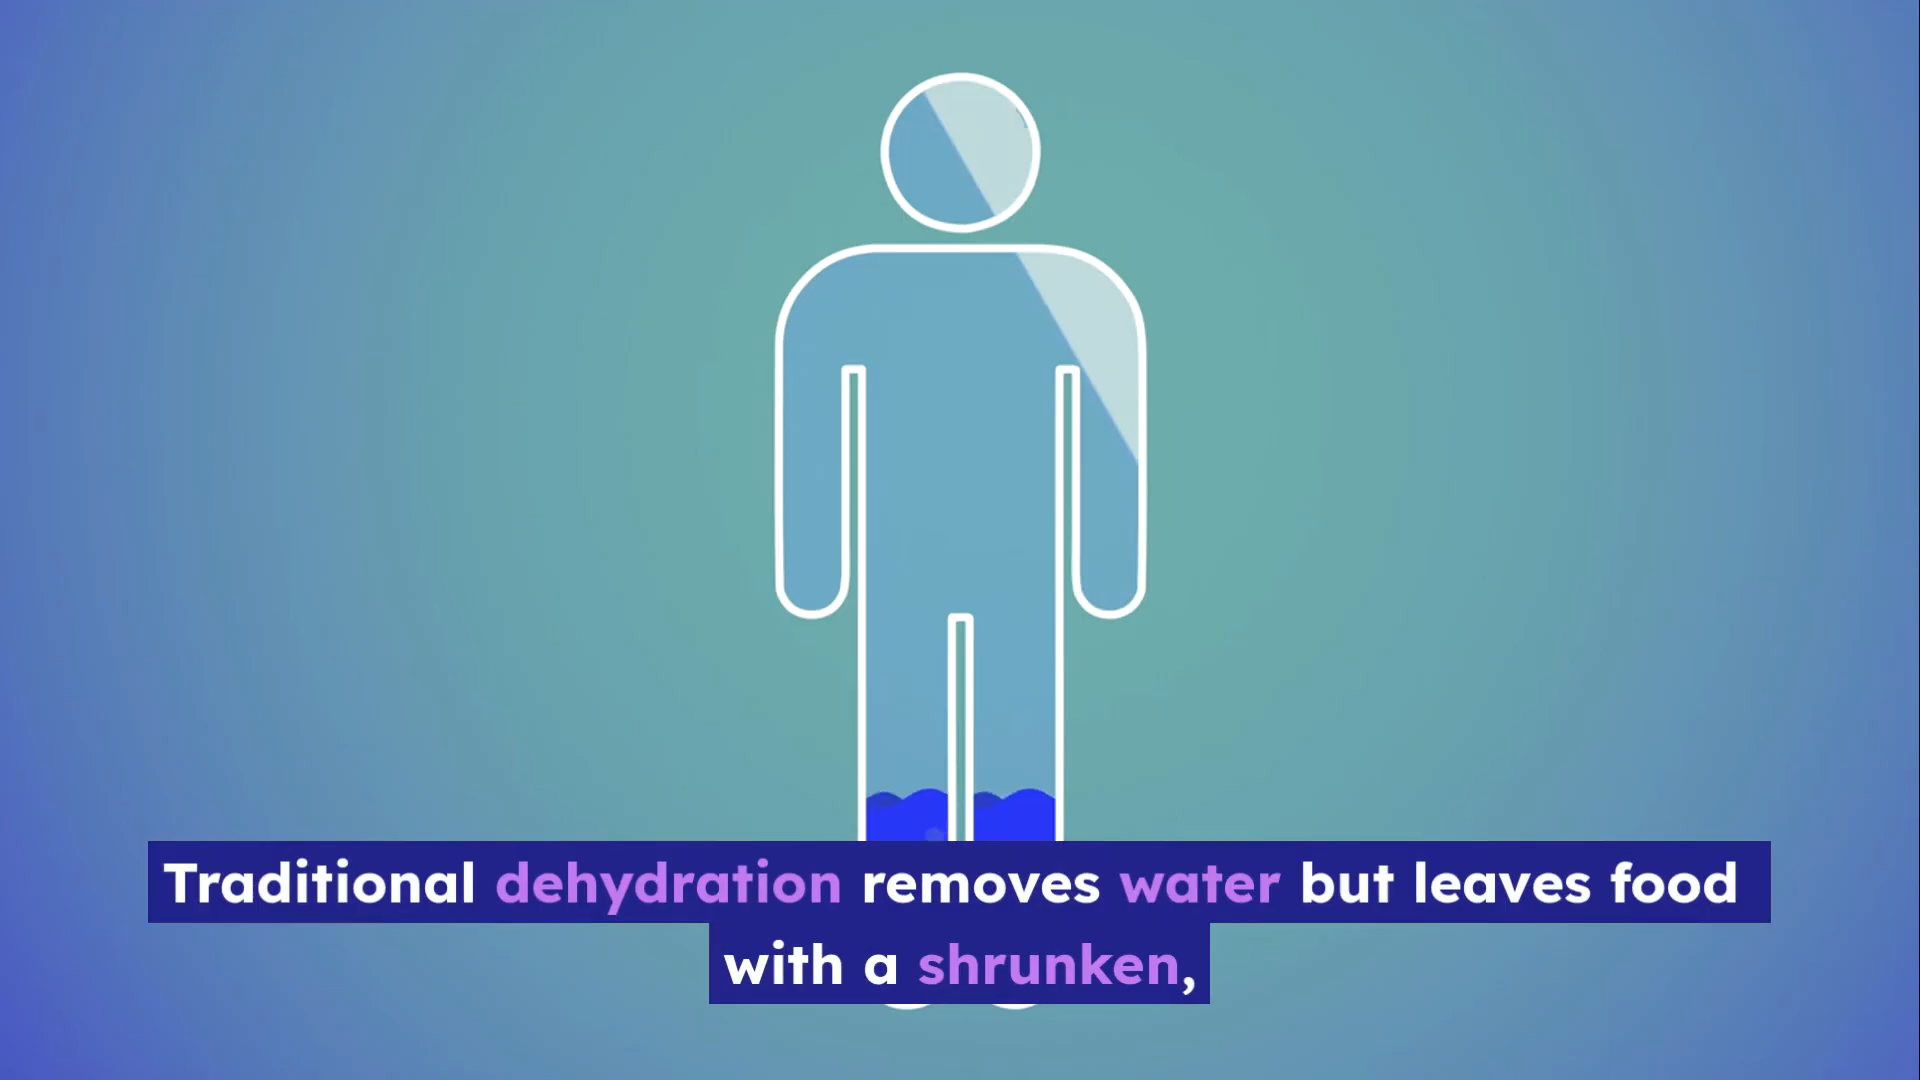 Traditional dehydration removes water but leaves food
with a shrunken,